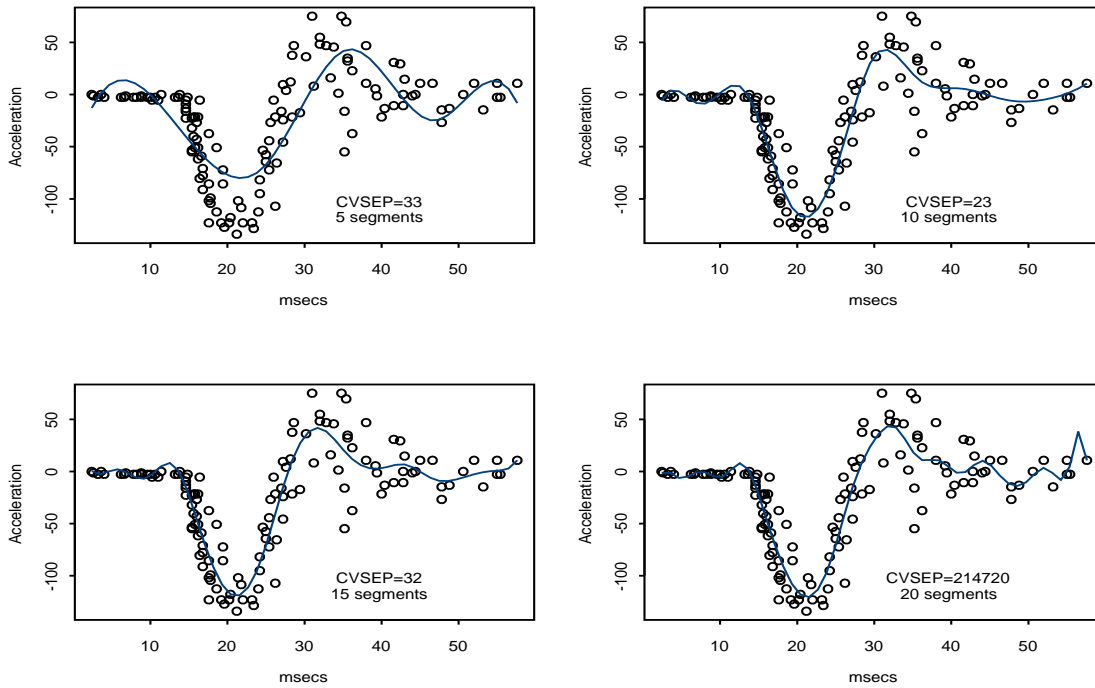 50
0
-50
-100
Acceleration
CVSEP=33
5 segments
10 20 30 40 50
msecs
50
0
-50
-100
Acceleration
CVSEP=23
10 segments
10 20 30 40 50
msecs
50
0
-50
-100
Acceleration
CVSEP=32
15 segments
10 20 30 40 50
msecs
50
0
-50
-100
Acceleration
CVSEP=214720
20 segments
10 20 30 40 50
msecs